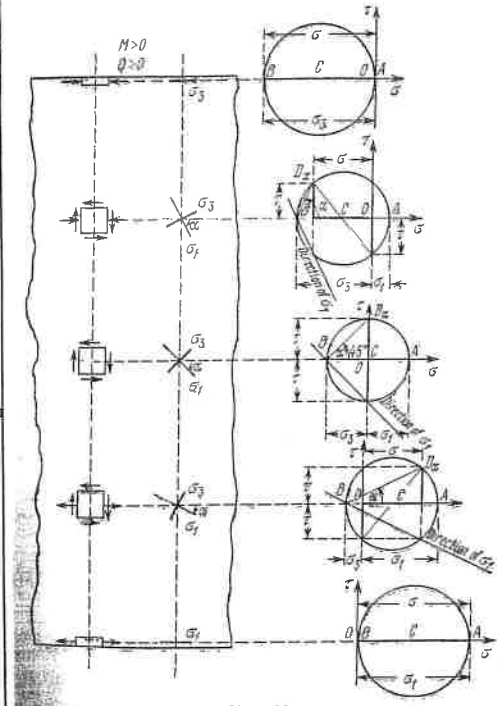 M>0
Q>0
σ₃
σ
B C O A
σ₃
τ
σ
σ₃
α
σ₁
τ
σ
Dα
τ
B α C O A
τ
σ
Direction of σ₁
σ₃ σ₁
σ₃
α
σ₁
τ
Dα
τ
B α=45° C A
O
τ
σ
Direction of σ₁
σ₃ σ₁
σ₃
α
σ₁
τ
σ
Dα
τ
B O α C A
τ
σ
Direction of σ₁
σ₃ σ₁
σ₁
τ
σ
O B C A
σ
σ₁